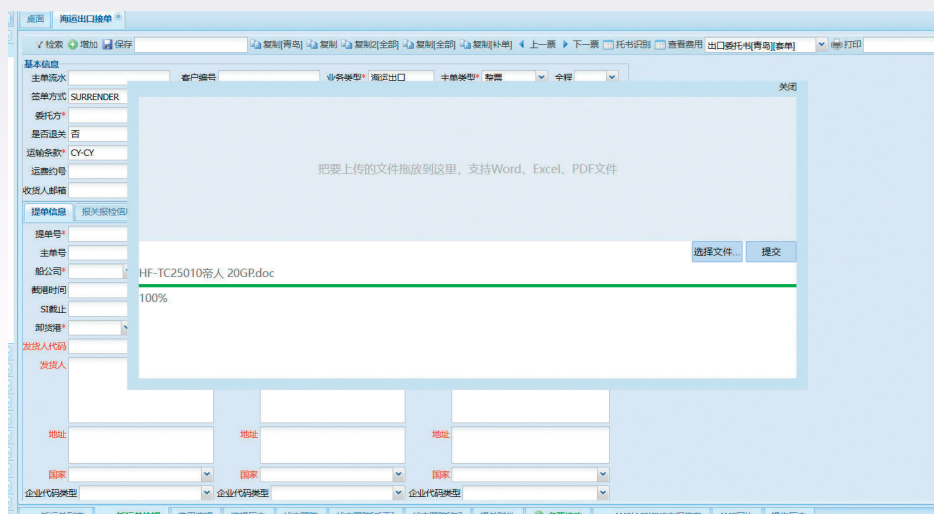 桌面 海运出口接单
检索 增加 保存 复制[青岛] 复制 复制2[全部] 复制[全部] 复制[补单] 上一票 下一票 托书识别 查看费用 出口委托书[青岛][套单] 打印
基本信息
主单流水 客户编号 业务类型* 海运出口 主单类型* 整票 全程
关闭
签单方式 SURRENDER
委托方*
是否退关 否
运输条款* CY-CY
把要上传的文件拖放到这里，支持Word、Excel、PDF文件
运费约号
收货人邮箱
提单信息 报关报检信
提单号*
主单号
选择文件... 提交
船公司*
HF-TC25010帝人 20GP.doc
截港时间
100%
SI截止
卸货港*
发货人代码
发货人
地址 地址 地址
国家 国家 国家
企业代码类型 企业代码类型 企业代码类型